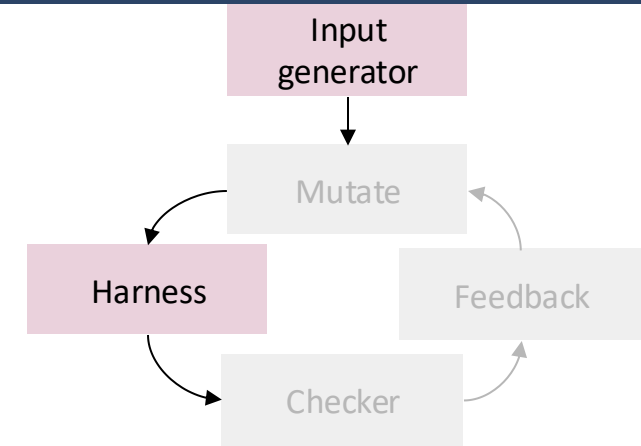 Input
generator
Mutate
Harness
Feedback
Checker